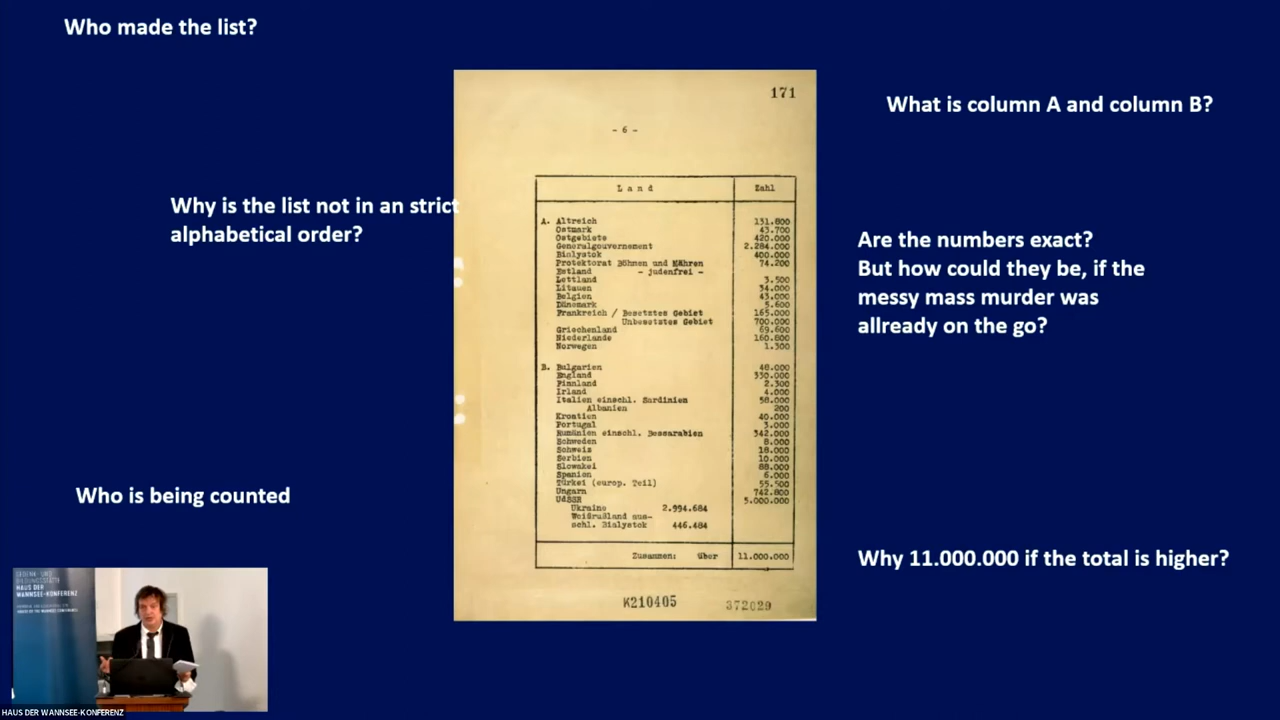 Who made the list?
171
What is column A and column B?
- 6 -
Land Zahl
Why is the list not in an strict
alphabetical order?
A. Altreich 131.800
Ostmark 43.700
Ostgebiete 420.000
Generalgouvernement 2.284.000
Bialystok 400.000
Protektorat Böhmen und Mähren 74.200
Estland - judenfrei -
Lettland 3.500
Litauen 34.000
Belgien 43.000
Dänemark 5.600
Frankreich / Besetztes Gebiet 165.000
Unbesetztes Gebiet 700.000
Griechenland 69.600
Niederlande 160.800
Norwegen 1.300
Are the numbers exact?
But how could they be, if the
messy mass murder was
allready on the go?
B. Bulgarien 48.000
England 330.000
Finnland 2.300
Irland 4.000
Italien einschl. Sardinien 58.000
Albanien 200
Kroatien 40.000
Portugal 3.000
Rumänien einschl. Bessarabien 342.000
Schweden 8.000
Schweiz 18.000
Serbien 10.000
Slowakei 88.000
Spanien 6.000
Türkei (europ. Teil) 55.500
Ungarn 742.800
UdSSR 5.000.000
Ukraine 2.994.684
Weißrußland aus-
schl. Bialystok 446.484
Who is being counted
Zusammen: über 11.000.000
Why 11.000.000 if the total is higher?
K210405 372029
GEDENK- UND
BILDUNGSSTÄTTE
HAUS DER
WANNSEE-KONFERENZ
HAUS DER WANNSEE-KONFERENZ